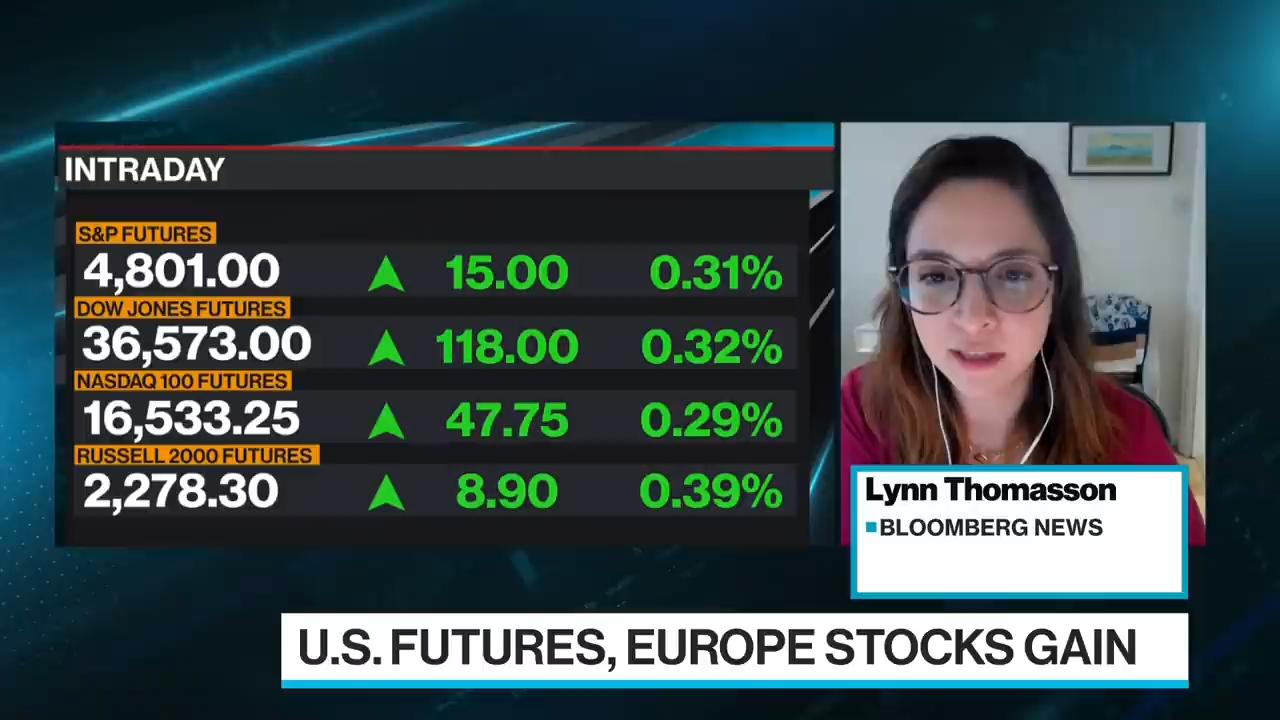 INTRADAY
S&P FUTURES
4,801.00 ▲ 15.00 0.31%
DOW JONES FUTURES
36,573.00 ▲ 118.00 0.32%
NASDAQ 100 FUTURES
16,533.25 ▲ 47.75 0.29%
RUSSELL 2000 FUTURES
2,278.30 ▲ 8.90 0.39%
Lynn Thomasson
BLOOMBERG NEWS
U.S. FUTURES, EUROPE STOCKS GAIN